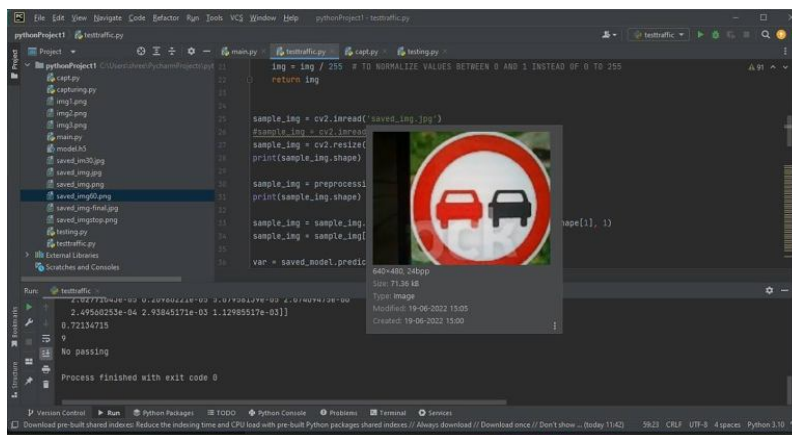 File Edit View Navigate Code Refactor Run Tools VCS Window Help pythonProject1 - testtraffic.py
pythonProject1 testtraffic.py
testtraffic
Project
main.py testtraffic.py capt.py testing.py
pythonProject1 C:\Users\shree\PycharmProjects\pyt
capt.py
capturing.py
img1.png
img2.png
img3.png
main.py
model.h5
saved_im30.jpg
saved_img.jpg
saved_img.png
saved_img60.png
saved_img-final.jpg
saved_imgstop.png
testing.py
testtraffic.py
External Libraries
Scratches and Consoles
91
img = img / 255 # TO NORMALIZE VALUES BETWEEN 0 AND 1 INSTEAD OF 0 TO 255
return img
sample_img = cv2.imread('saved_img.jpg')
#sample_img = cv2.imread
sample_img = cv2.resize(
print(sample_img.shape)
sample_img = preprocessi
print(sample_img.shape)
sample_img = sample_img. hape[1], 1)
sample_img = sample_img[
var = saved_model.predic
OCK
640×480, 24bpp
Size: 71.36 kB
Type: Image
Modified: 19-06-2022 15:05
Created: 19-06-2022 15:00
Run: testtraffic
2.49560253e-04 2.93845171e-03 1.12985517e-03]]
0.72134715
9
No passing
Process finished with exit code 0
Bookmarks
Structure
Version Control Run Python Packages TODO Python Console Problems Terminal Services
Download pre-built shared indexes: Reduce the indexing time and CPU load with pre-built Python packages shared indexes // Always download // Download once // Don't show ... (today 11:42) 59:23 CRLF UTF-8 4 spaces Python 3.10